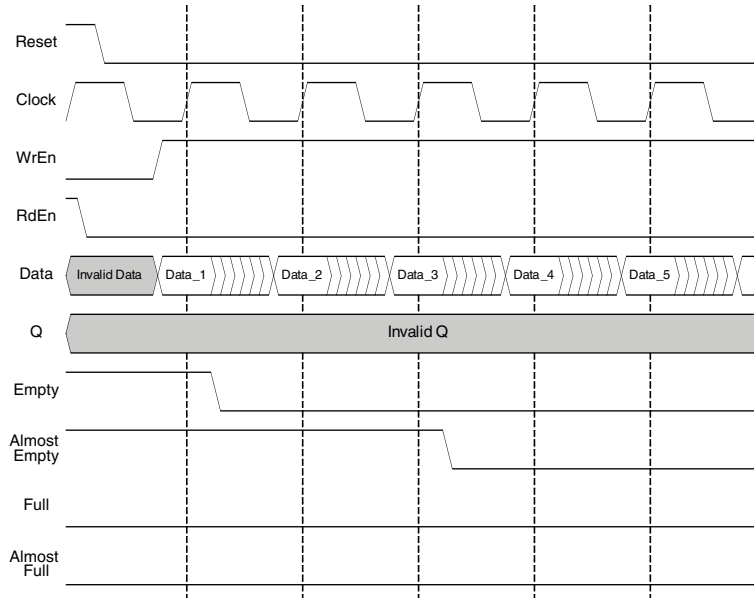 Reset
Clock
WrEn
RdEn
Data
Invalid Data
Data_1
Data_2
Data_3
Data_4
Data_5
Q
Invalid Q
Empty
Almost
Empty
Full
Almost
Full